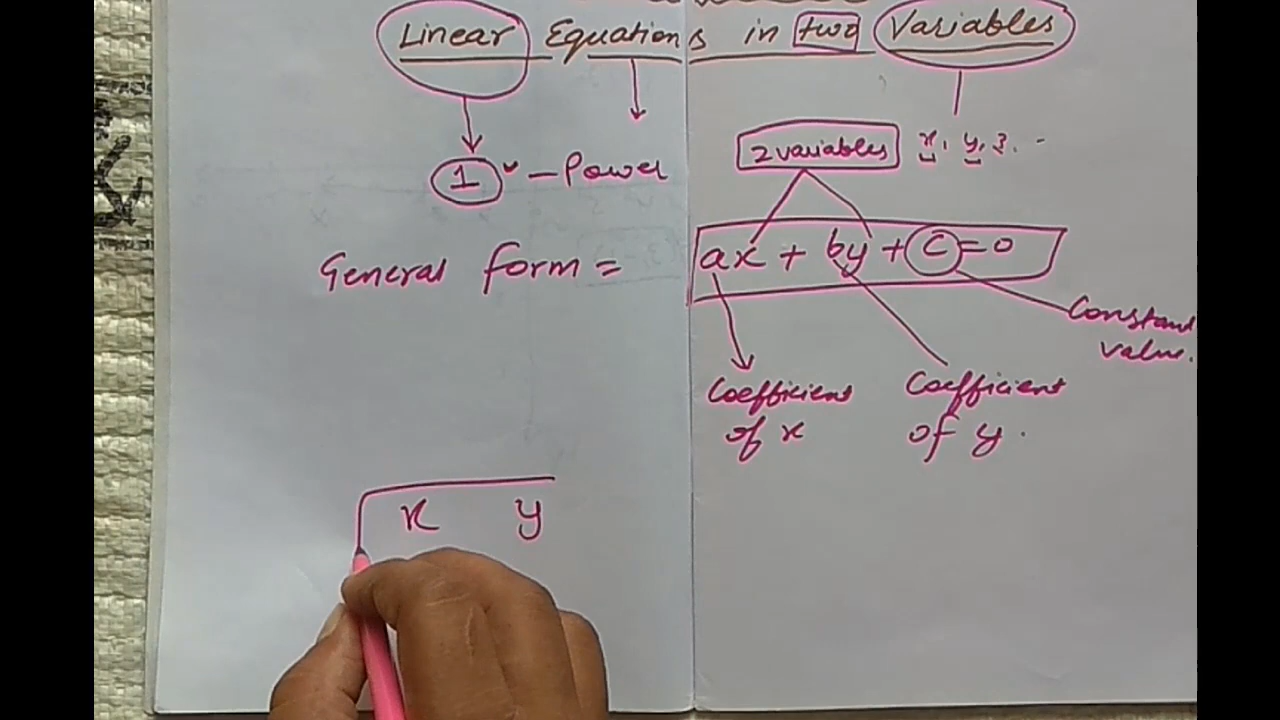 Linear Equations in two Variables
2 variables x, y, z, ..
1 - Power
General form = ax + by + C = 0
Constant
value.
Coefficient Coefficient
of x of y.
x y